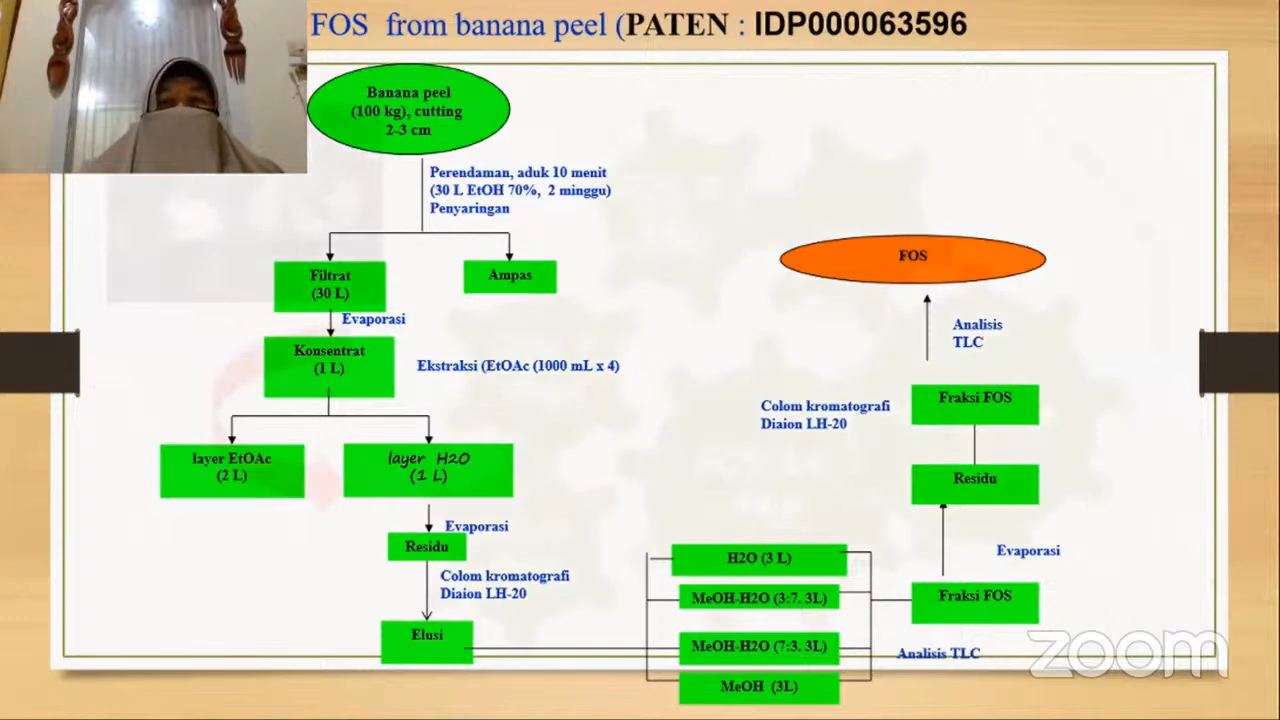 FOS from banana peel (PATEN : IDP000063596
Banana peel
(100 kg), cutting
2-3 cm
Perendaman, aduk 10 menit
(30 L EtOH 70%, 2 minggu)
Penyaringan
Filtrat
(30 L)
Ampas
Evaporasi
Konsentrat
(1 L)
Ekstraksi (EtOAc (1000 mL x 4)
layer EtOAc
(2 L)
layer H2O
(1 L)
Evaporasi
Residu
Colom kromatografi
Diaion LH-20
Elusi
H2O (3 L)
MeOH-H2O (3:7. 3L)
MeOH-H2O (7:3. 3L)
MeOH (3L)
Analisis TLC
Fraksi FOS
Evaporasi
Residu
Colom kromatografi
Diaion LH-20
Fraksi FOS
Analisis
TLC
FOS
zoom